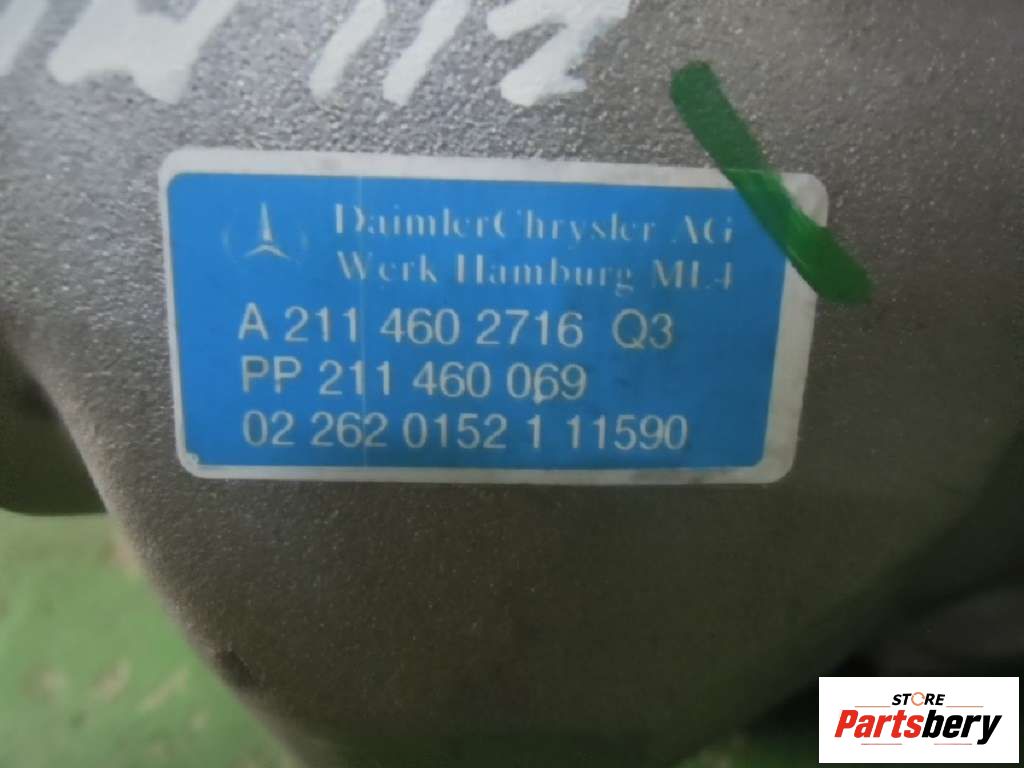 DaimlerChrysler AG
Werk Hamburg ML4
A 211 460 2716 Q3
PP 211 460 069
02 262 0152 1 11590
STORE
Partsbery